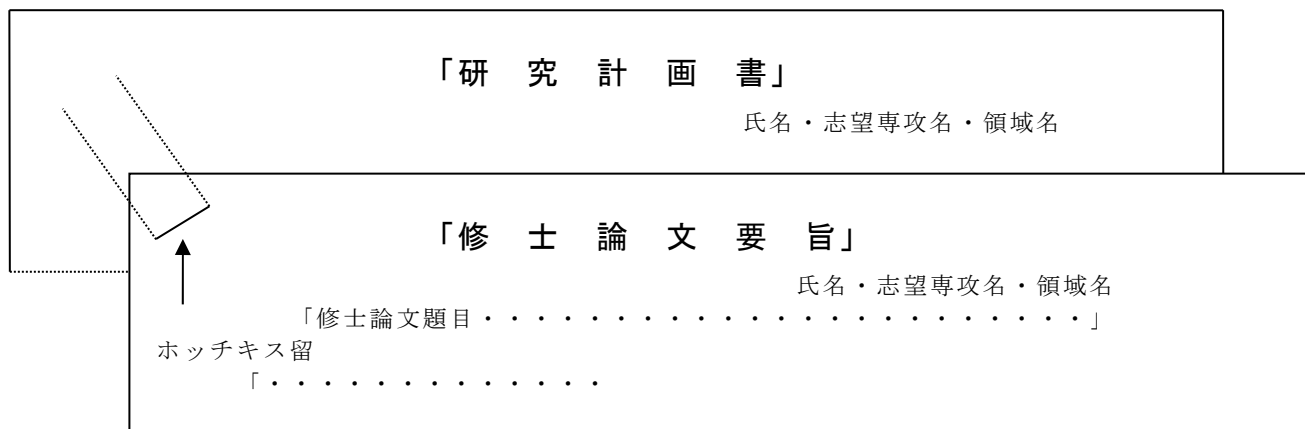 「研　究　計　画　書」
氏名・志望専攻名・領域名
「修　士　論　文　要　旨」
氏名・志望専攻名・領域名
「修士論文題目・・・・・・・・・・・・・・・・・・・・・・・」
ホッチキス留
「・・・・・・・・・・・・・